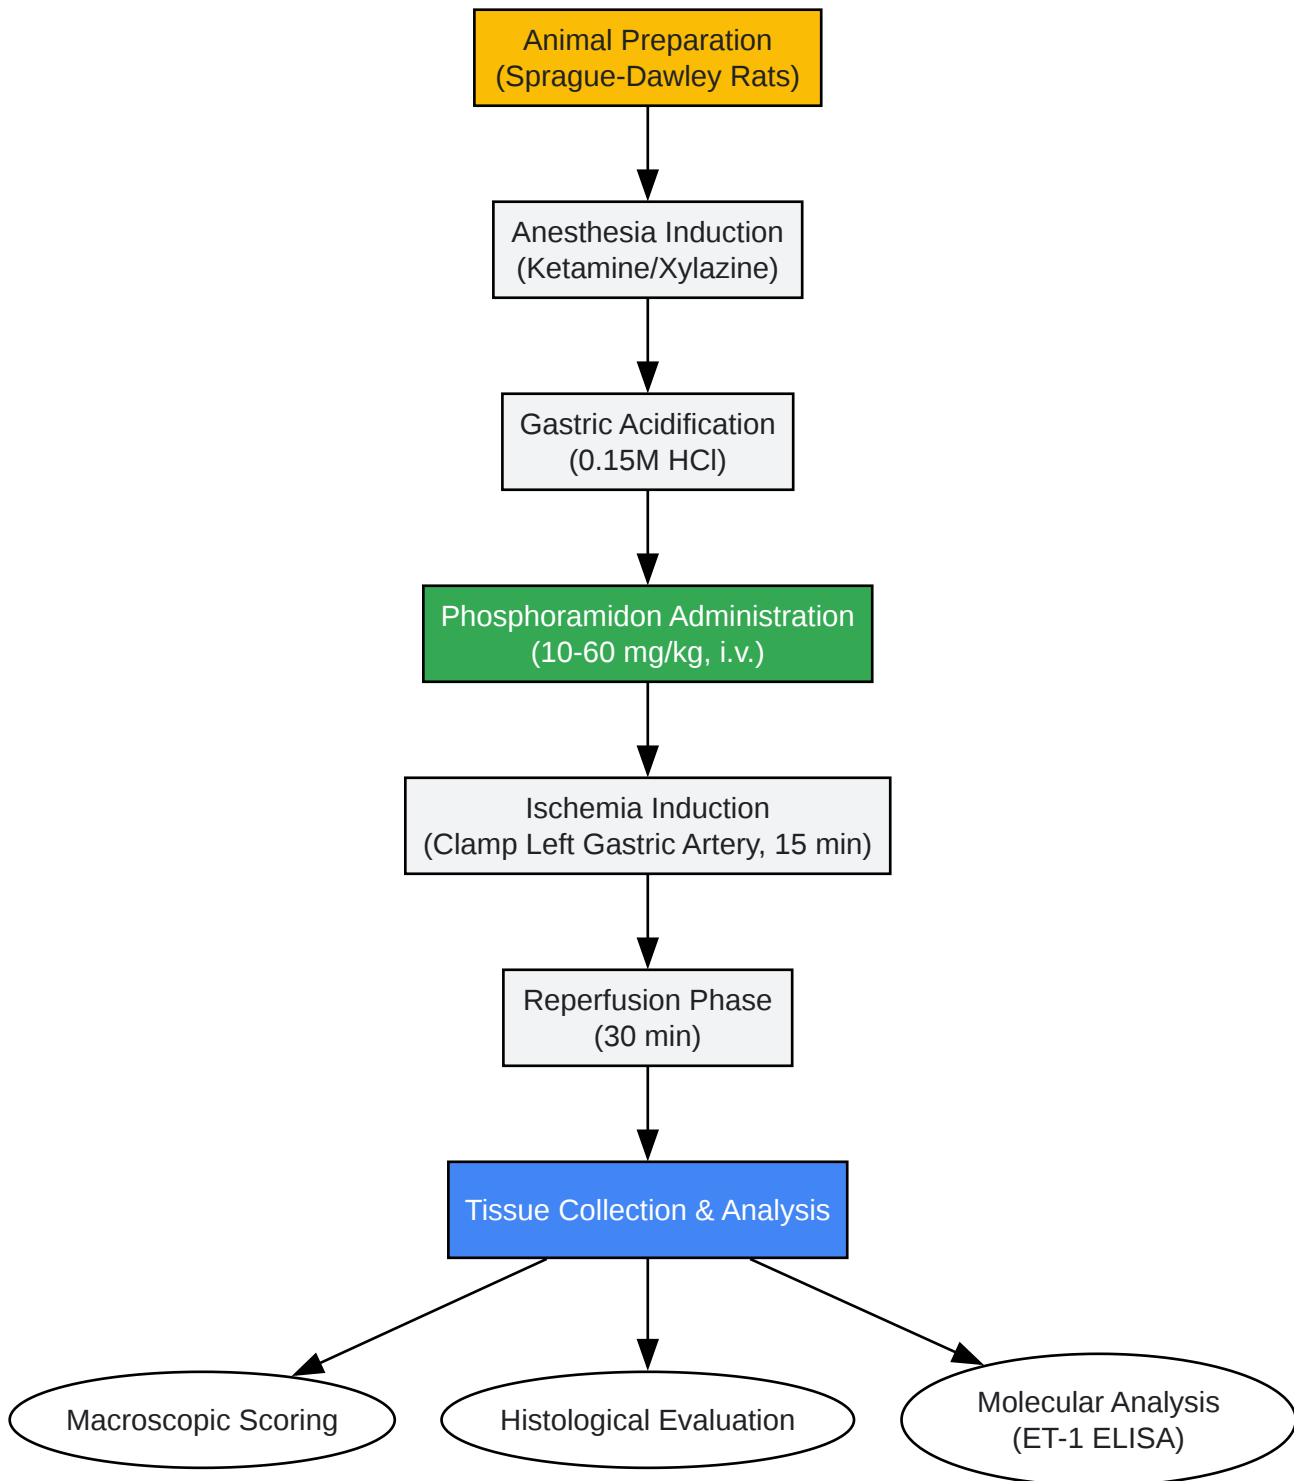 Animal Preparation
(Sprague-Dawley Rats)
Anesthesia Induction
(Ketamine/Xylazine)
Gastric Acidification
(0.15M HCl)
Phosphoramidon Administration
(10-60 mg/kg, i.v.)
Ischemia Induction
(Clamp Left Gastric Artery, 15 min)
Reperfusion Phase
(30 min)
Tissue Collection & Analysis
Macroscopic Scoring
Histological Evaluation
Molecular Analysis
(ET-1 ELISA)